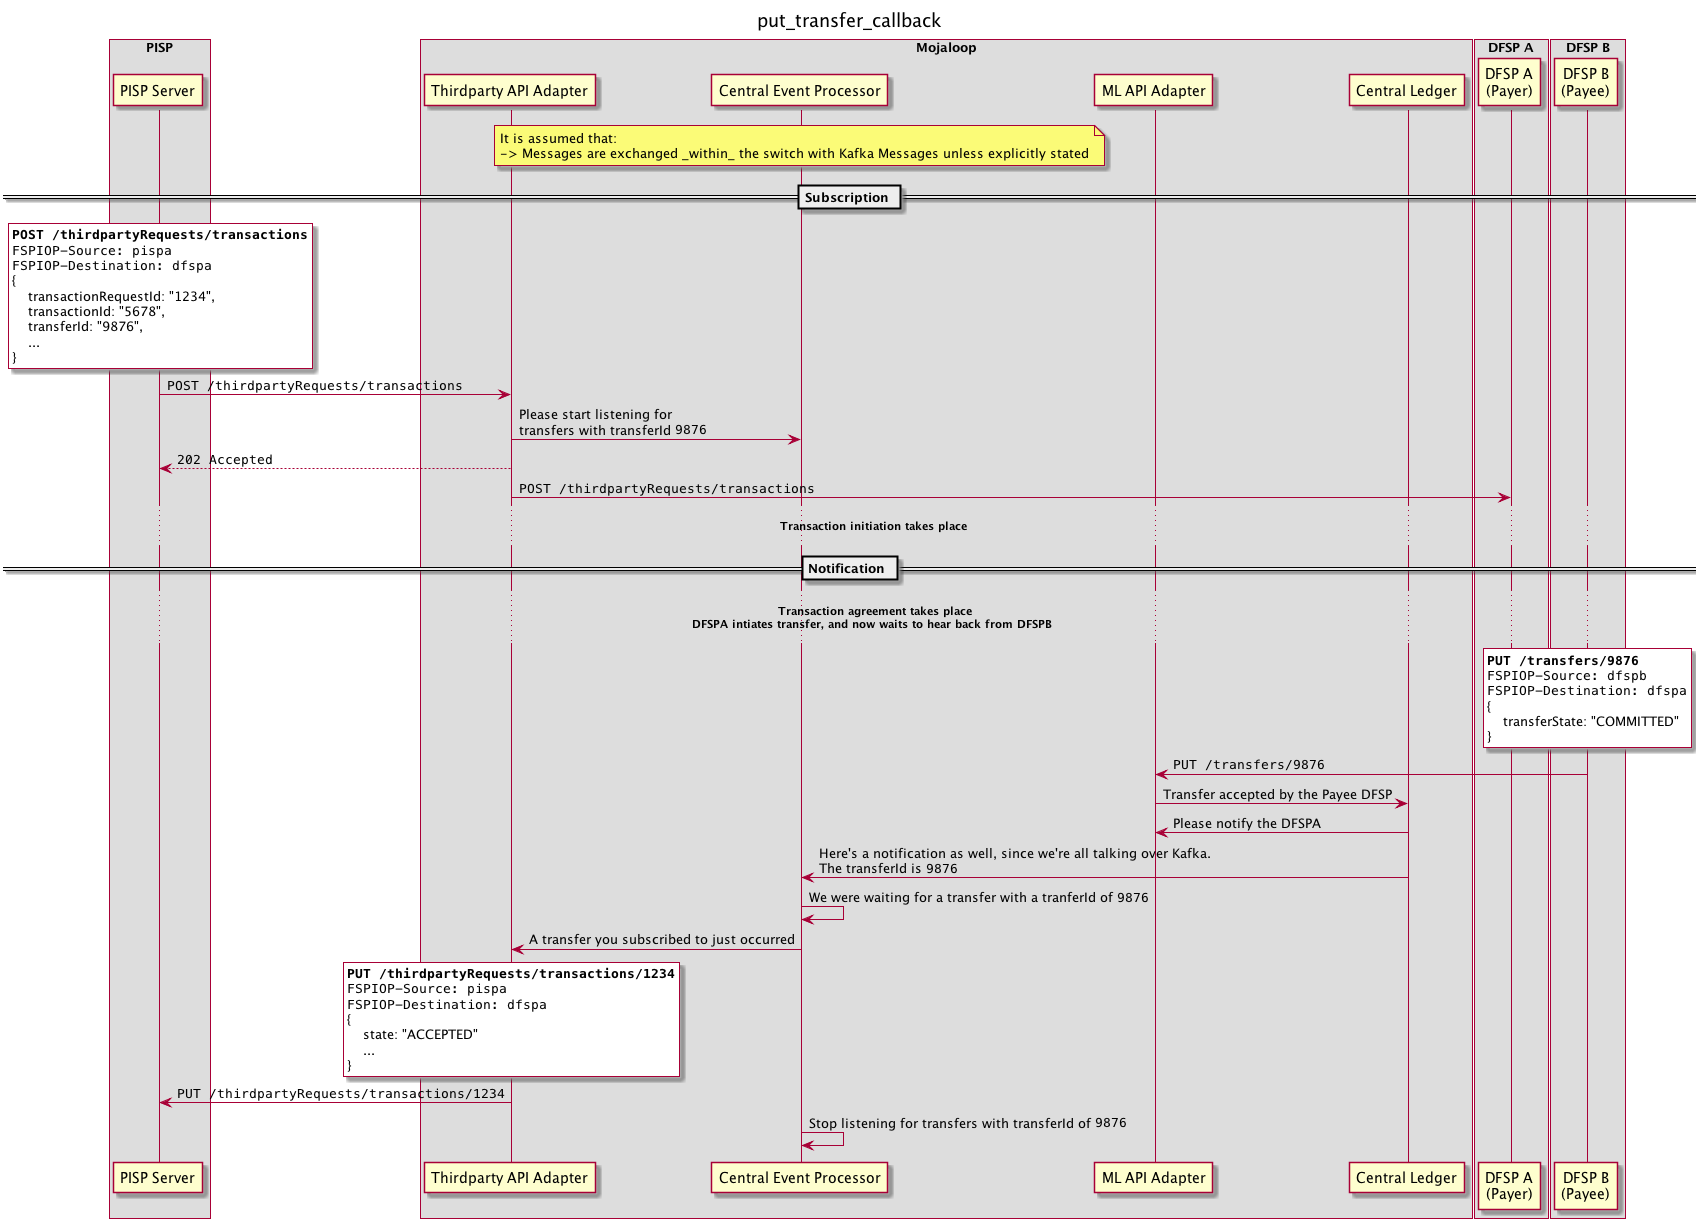 put_transfer_callback
PISP
Mojaloop
DFSP A
DFSP B
PISP Server
Thirdparty API Adapter
Central Event Processor
ML API Adapter
Central Ledger
DFSP A
(Payer)
DFSP B
(Payee)
It is assumed that:
-> Messages are exchanged _within_ the switch with Kafka Messages unless explicitly stated
Subscription
POST /thirdpartyRequests/transactions
FSPIOP-Source: pispa
FSPIOP-Destination: dfspa
{
transactionRequestId: "1234",
transactionId: "5678",
transferId: "9876",
...
}
POST /thirdpartyRequests/transactions
Please start listening for
transfers with transferId 9876
202 Accepted
POST /thirdpartyRequests/transactions
Transaction initiation takes place
Notification
Transaction agreement takes place
DFSPA intiates transfer, and now waits to hear back from DFSPB
PUT /transfers/9876
FSPIOP-Source: dfspb
FSPIOP-Destination: dfspa
{
transferState: "COMMITTED"
}
PUT /transfers/9876
Transfer accepted by the Payee DFSP
Please notify the DFSPA
Here's a notification as well, since we're all talking over Kafka.
The transferId is 9876
We were waiting for a transfer with a tranferId of 9876
A transfer you subscribed to just occurred
PUT /thirdpartyRequests/transactions/1234
FSPIOP-Source: pispa
FSPIOP-Destination: dfspa
{
state: "ACCEPTED"
...
}
PUT /thirdpartyRequests/transactions/1234
Stop listening for transfers with transferId of 9876
PISP Server
Thirdparty API Adapter
Central Event Processor
ML API Adapter
Central Ledger
DFSP A
(Payer)
DFSP B
(Payee)